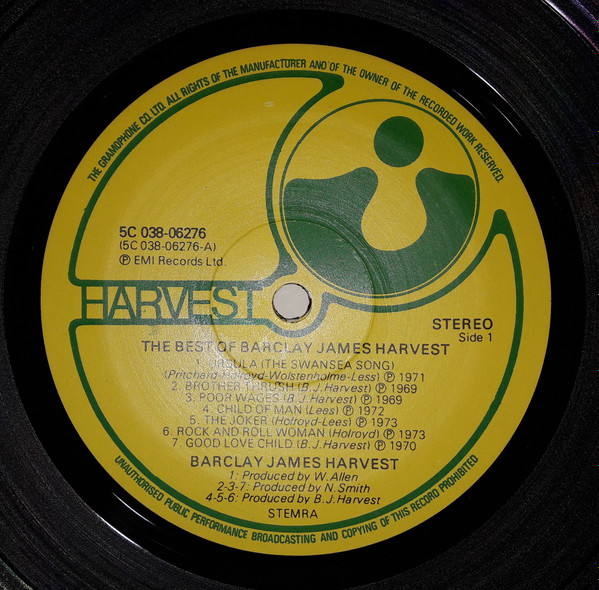 THE GRAMOPHONE CO. LTD. ALL RIGHTS OF THE MANUFACTURER AND OF THE OWNER OF THE RECORDED WORK RESERVED.
5C 038-06276
(5C 038-06276-A)
Ⓟ EMI Records Ltd.
HARVEST
STEREO
Side 1
THE BEST OF BARCLAY JAMES HARVEST
1. URSULA (THE SWANSEA SONG)
(Pritchard-Holroyd-Wolstenholme-Less) Ⓟ 1971
2. BROTHER THRUSH (B.J. Harvest) Ⓟ 1969
3. POOR WAGES (B.J. Harvest) Ⓟ 1969
4. CHILD OF MAN (Lees) Ⓟ 1972
5. THE JOKER (Holroyd-Lees) Ⓟ 1973
6. ROCK AND ROLL WOMAN (Holroyd) Ⓟ 1973
7. GOOD LOVE CHILD (B.J. Harvest) Ⓟ 1970
BARCLAY JAMES HARVEST
1: Produced by W. Allen
2-3-7: Produced by N. Smith
4-5-6: Produced by B.J. Harvest
STEMRA
UNAUTHORISED PUBLIC PERFORMANCE BROADCASTING AND COPYING OF THIS RECORD PROHIBITED